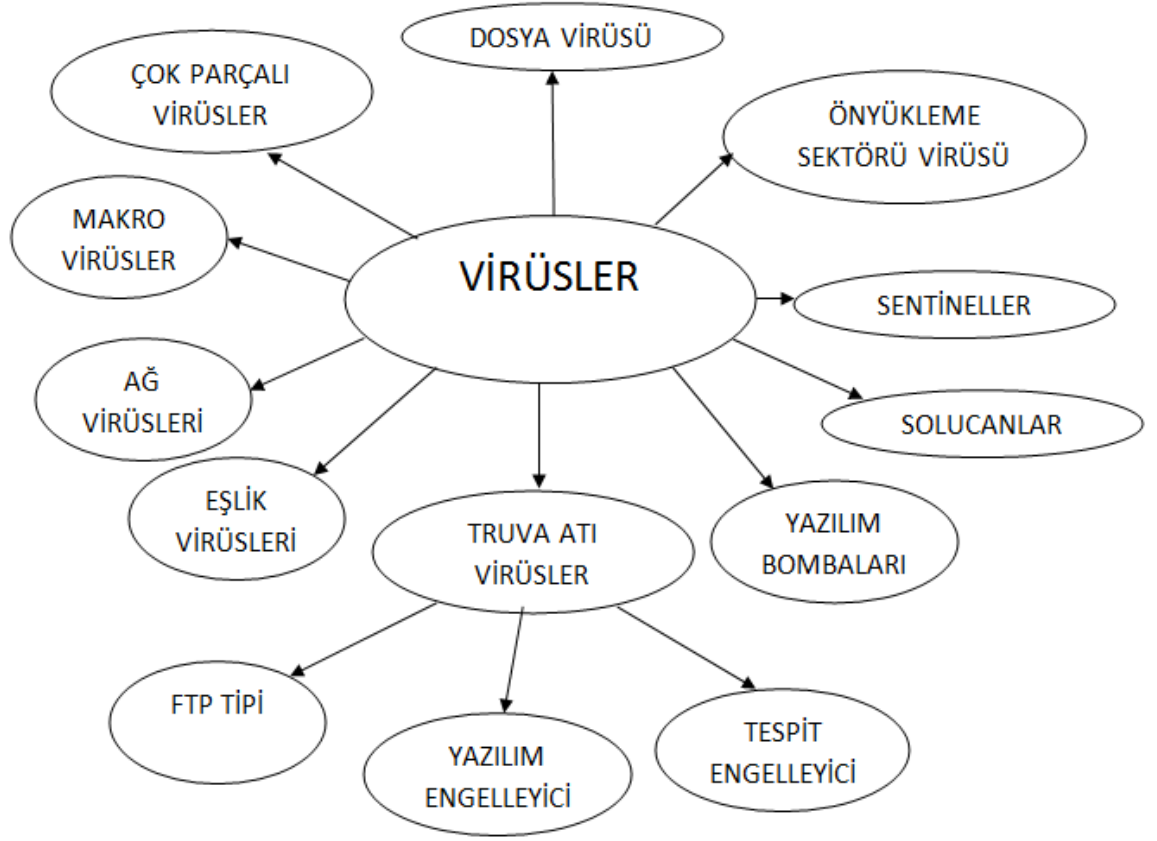 DOSYA VİRÜSÜ
ÇOK PARÇALI
VİRÜSLER
ÖNYÜKLEME
SEKTÖRÜ VİRÜSÜ
MAKRO
VİRÜSLER
VİRÜSLER
SENTİNELLER
AĞ
VİRÜSLERİ
SOLUCANLAR
EŞLİK
VİRÜSLERİ
TRUVA ATI
VİRÜSLER
YAZILIM
BOMBALARI
FTP TİPİ
YAZILIM
ENGELLEYİCİ
TESPİT
ENGELLEYİCİ